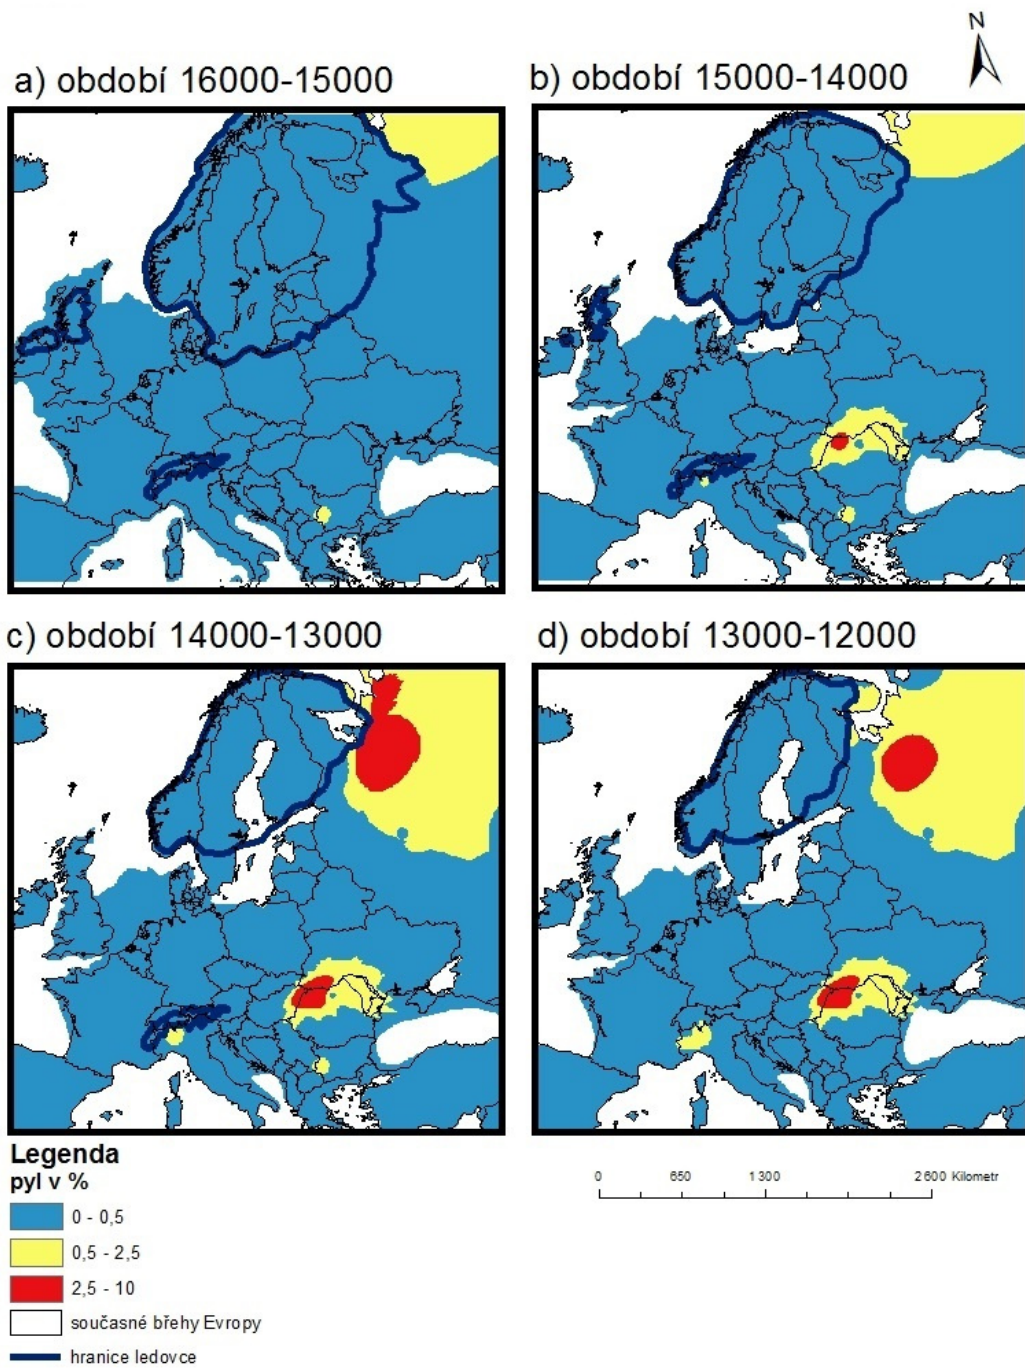 N
a) období 16000-15000
b) období 15000-14000
c) období 14000-13000
d) období 13000-12000
Legenda
pyl v %
0 - 0,5
0,5 - 2,5
2,5 - 10
současné břehy Evropy
hranice ledovce
0 650 1 300 2 600 Kilometr